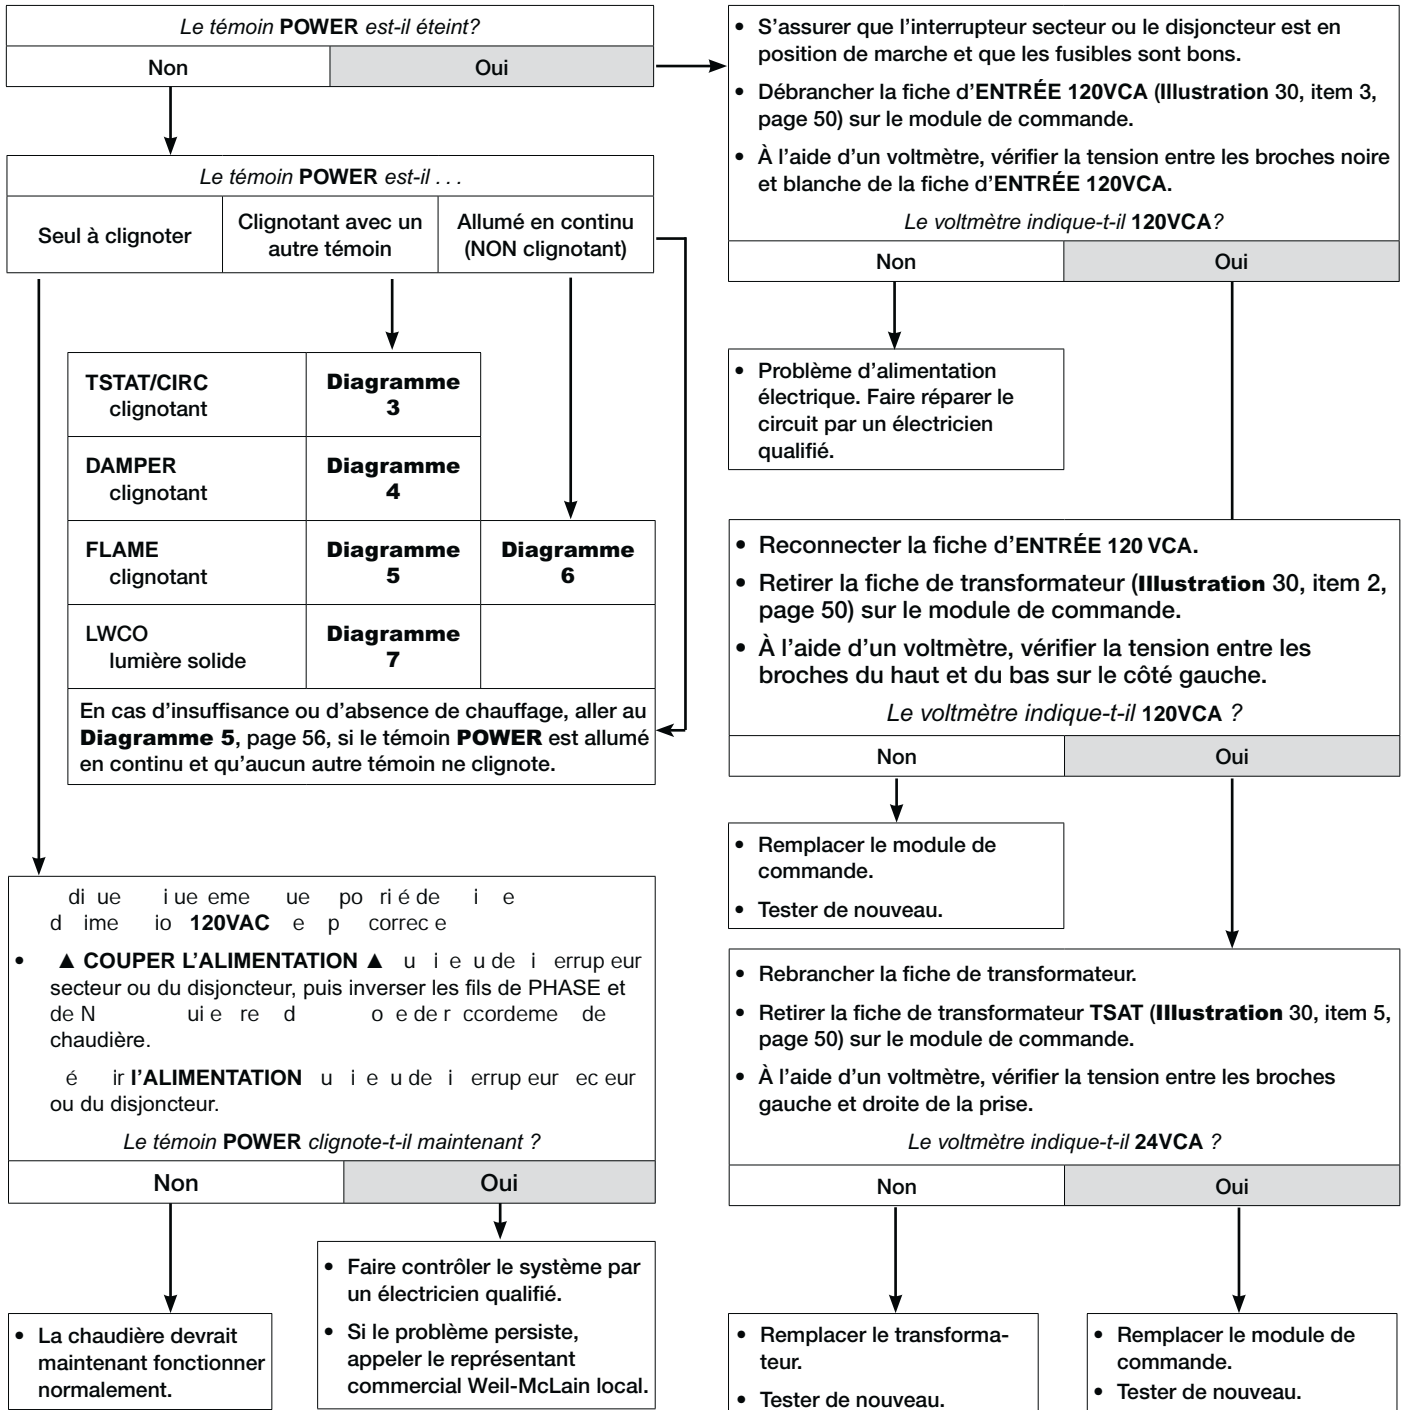 Le témoin POWER est-il éteint?
Non
Oui
Le témoin POWER est-il . . .
Seul à clignoter
Clignotant avec un
autre témoin
Allumé en continu
(NON clignotant)
TSTAT/CIRC
clignotant
Diagramme
3
DAMPER
clignotant
Diagramme
4
FLAME
clignotant
Diagramme
5
Diagramme
6
LWCO
lumière solide
Diagramme
7
En cas d'insuffisance ou d'absence de chauffage, aller au
Diagramme 5, page 56, si le témoin POWER est allumé
en continu et qu'aucun autre témoin ne clignote.
120VAC
• ▲ COUPER L'ALIMENTATION ▲
secteur ou du disjoncteur, puis inverser les fils de PHASE et
chaudière.
l'ALIMENTATION
ou du disjoncteur.
Le témoin POWER clignote-t-il maintenant ?
Non
Oui
• La chaudière devrait
maintenant fonctionner
normalement.
• Faire contrôler le système par
un électricien qualifié.
• Si le problème persiste,
appeler le représentant
commercial Weil-McLain local.
• S'assurer que l'interrupteur secteur ou le disjoncteur est en
position de marche et que les fusibles sont bons.
• Débrancher la fiche d'ENTRÉE 120VCA (Illustration 30, item 3,
page 50) sur le module de commande.
• À l'aide d'un voltmètre, vérifier la tension entre les broches noire
et blanche de la fiche d'ENTRÉE 120VCA.
Le voltmètre indique-t-il 120VCA?
Non
Oui
• Problème d'alimentation
électrique. Faire réparer le
circuit par un électricien
qualifié.
• Reconnecter la fiche d'ENTRÉE 120 VCA.
• Retirer la fiche de transformateur (Illustration 30, item 2,
page 50) sur le module de commande.
• À l'aide d'un voltmètre, vérifier la tension entre les
broches du haut et du bas sur le côté gauche.
Le voltmètre indique-t-il 120VCA ?
Non
Oui
• Remplacer le module de
commande.
• Tester de nouveau.
• Rebrancher la fiche de transformateur.
• Retirer la fiche de transformateur TSAT (Illustration 30, item 5,
page 50) sur le module de commande.
• À l'aide d'un voltmètre, vérifier la tension entre les broches
gauche et droite de la prise.
Le voltmètre indique-t-il 24VCA ?
Non
Oui
• Remplacer le transforma-
teur.
• Tester de nouveau.
• Remplacer le module de
commande.
• Tester de nouveau.